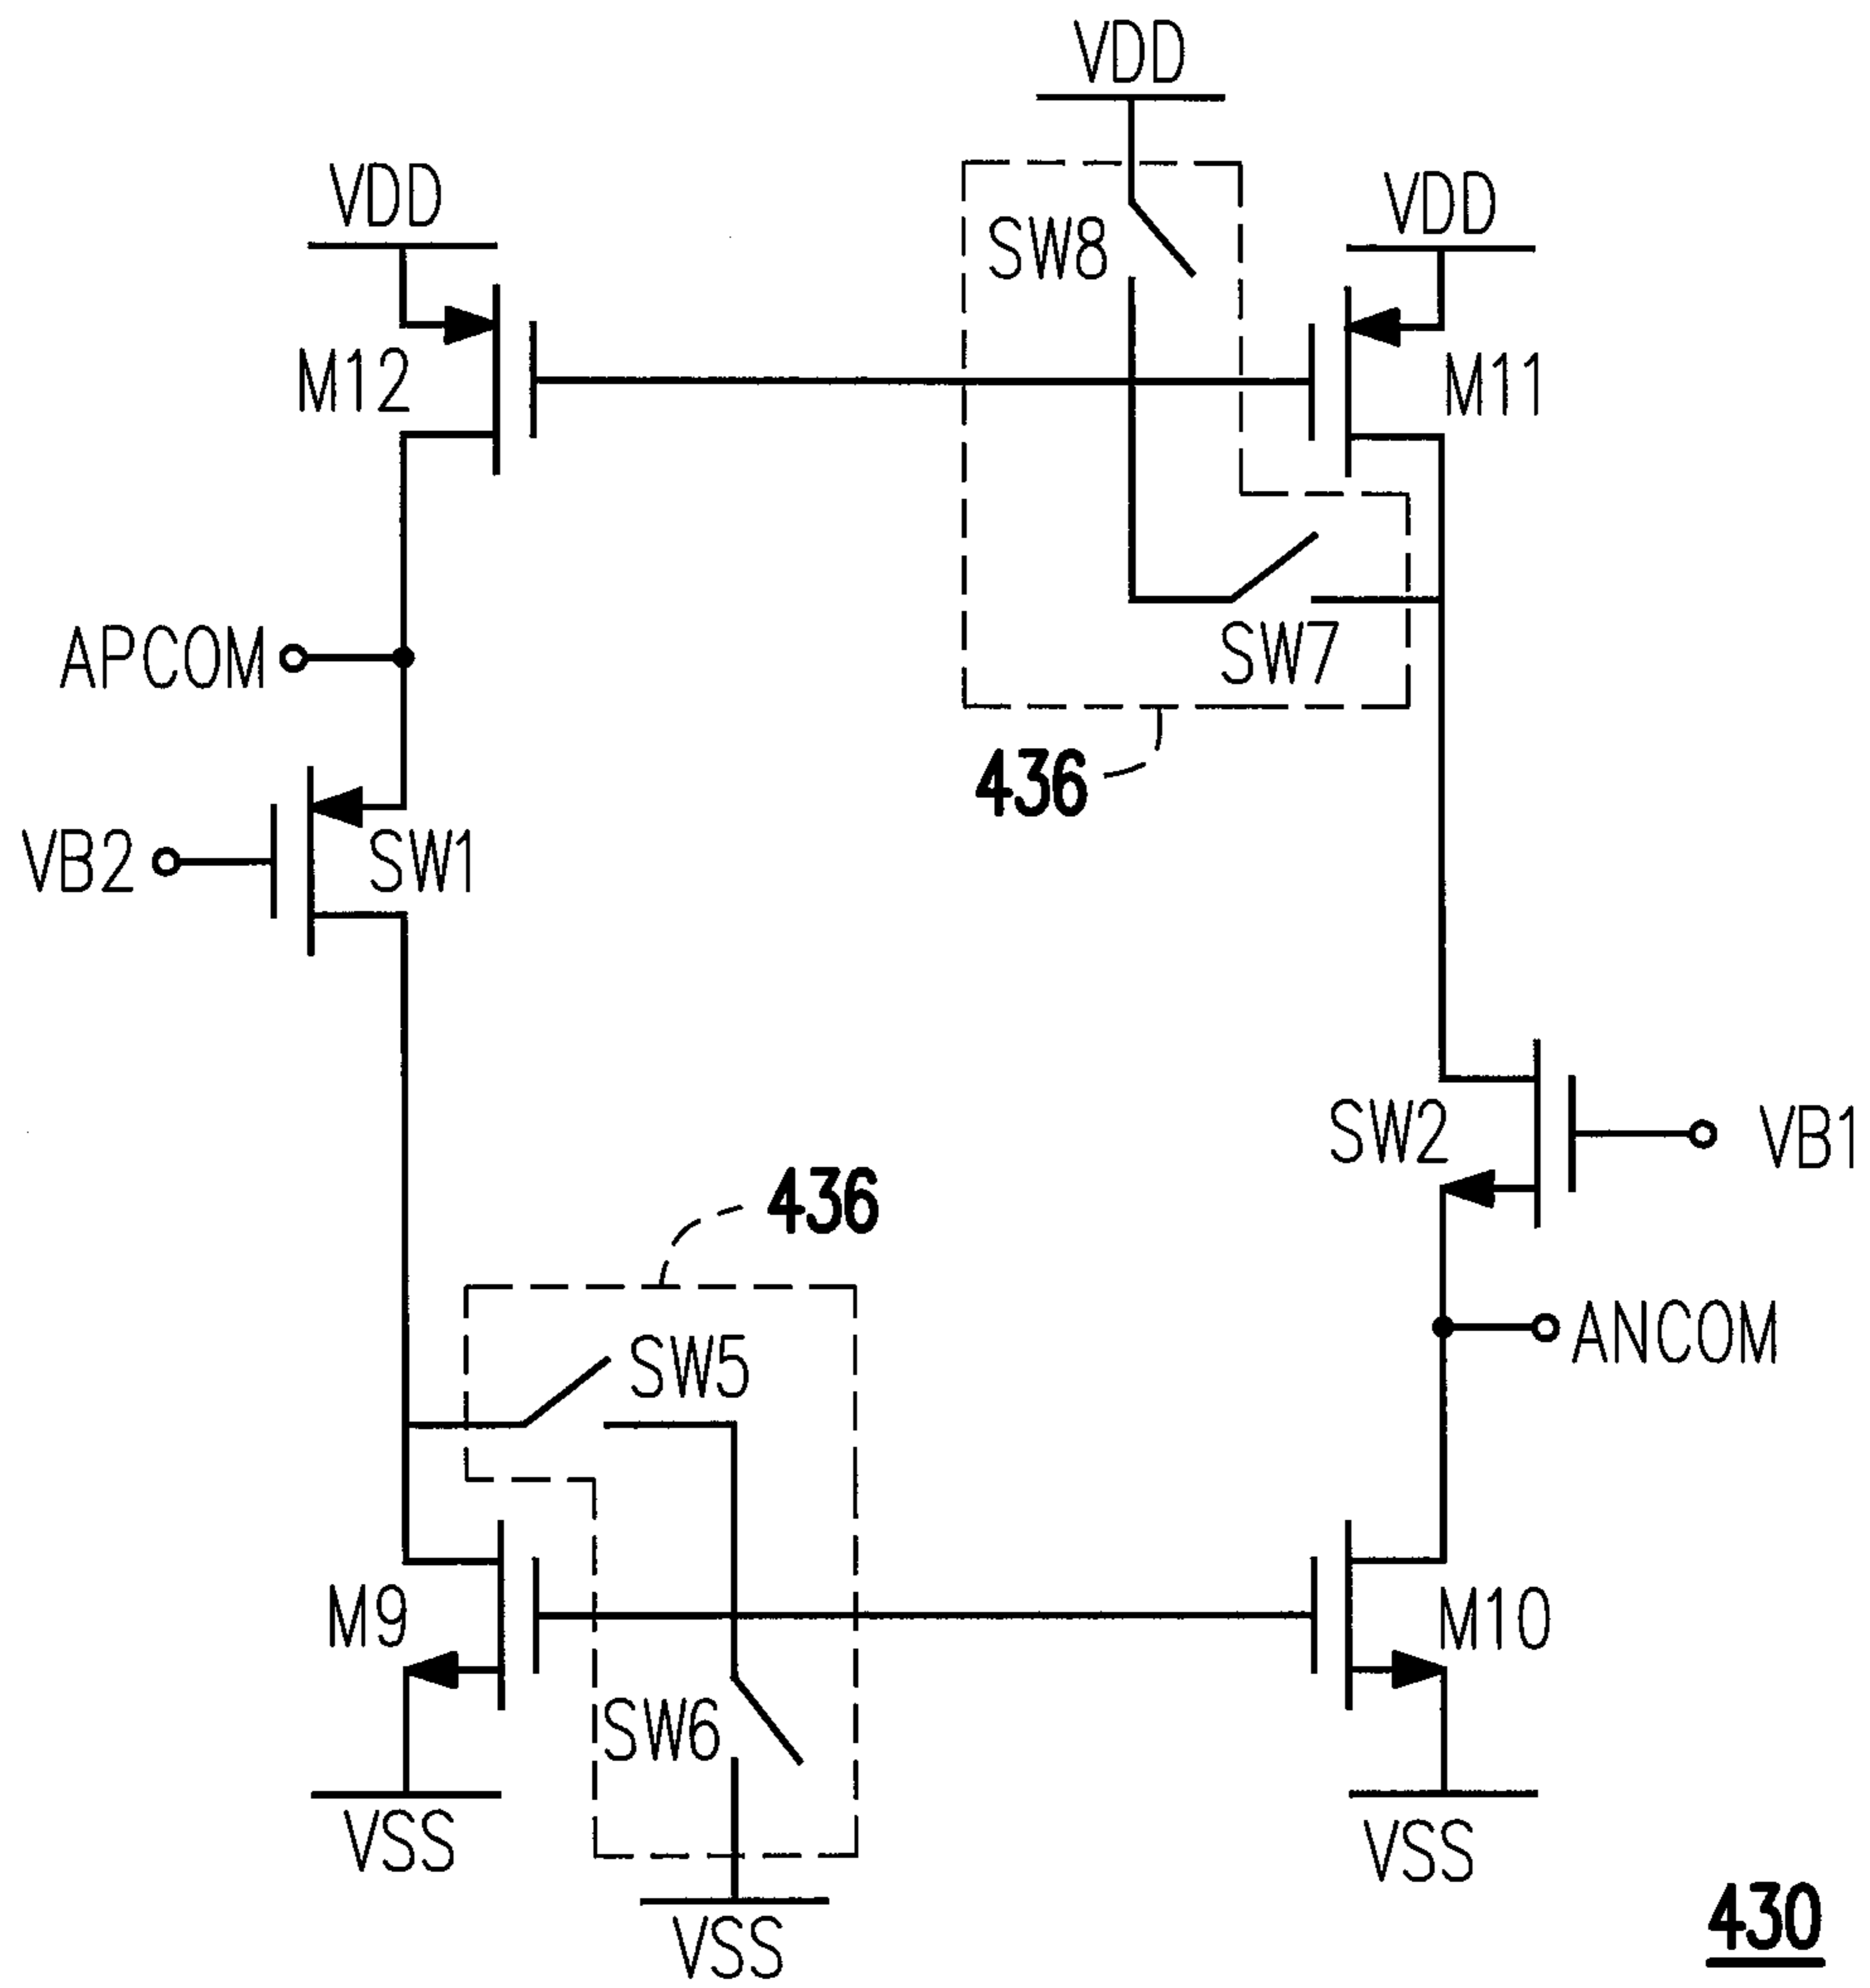 VDD
VDD
VDD
SW8
M12
M11
APCOM
SW7
436
VB2
SW1
SW2
VB1
436
ANCOM
SW5
M9
M10
SW6
VSS
VSS
VSS
430